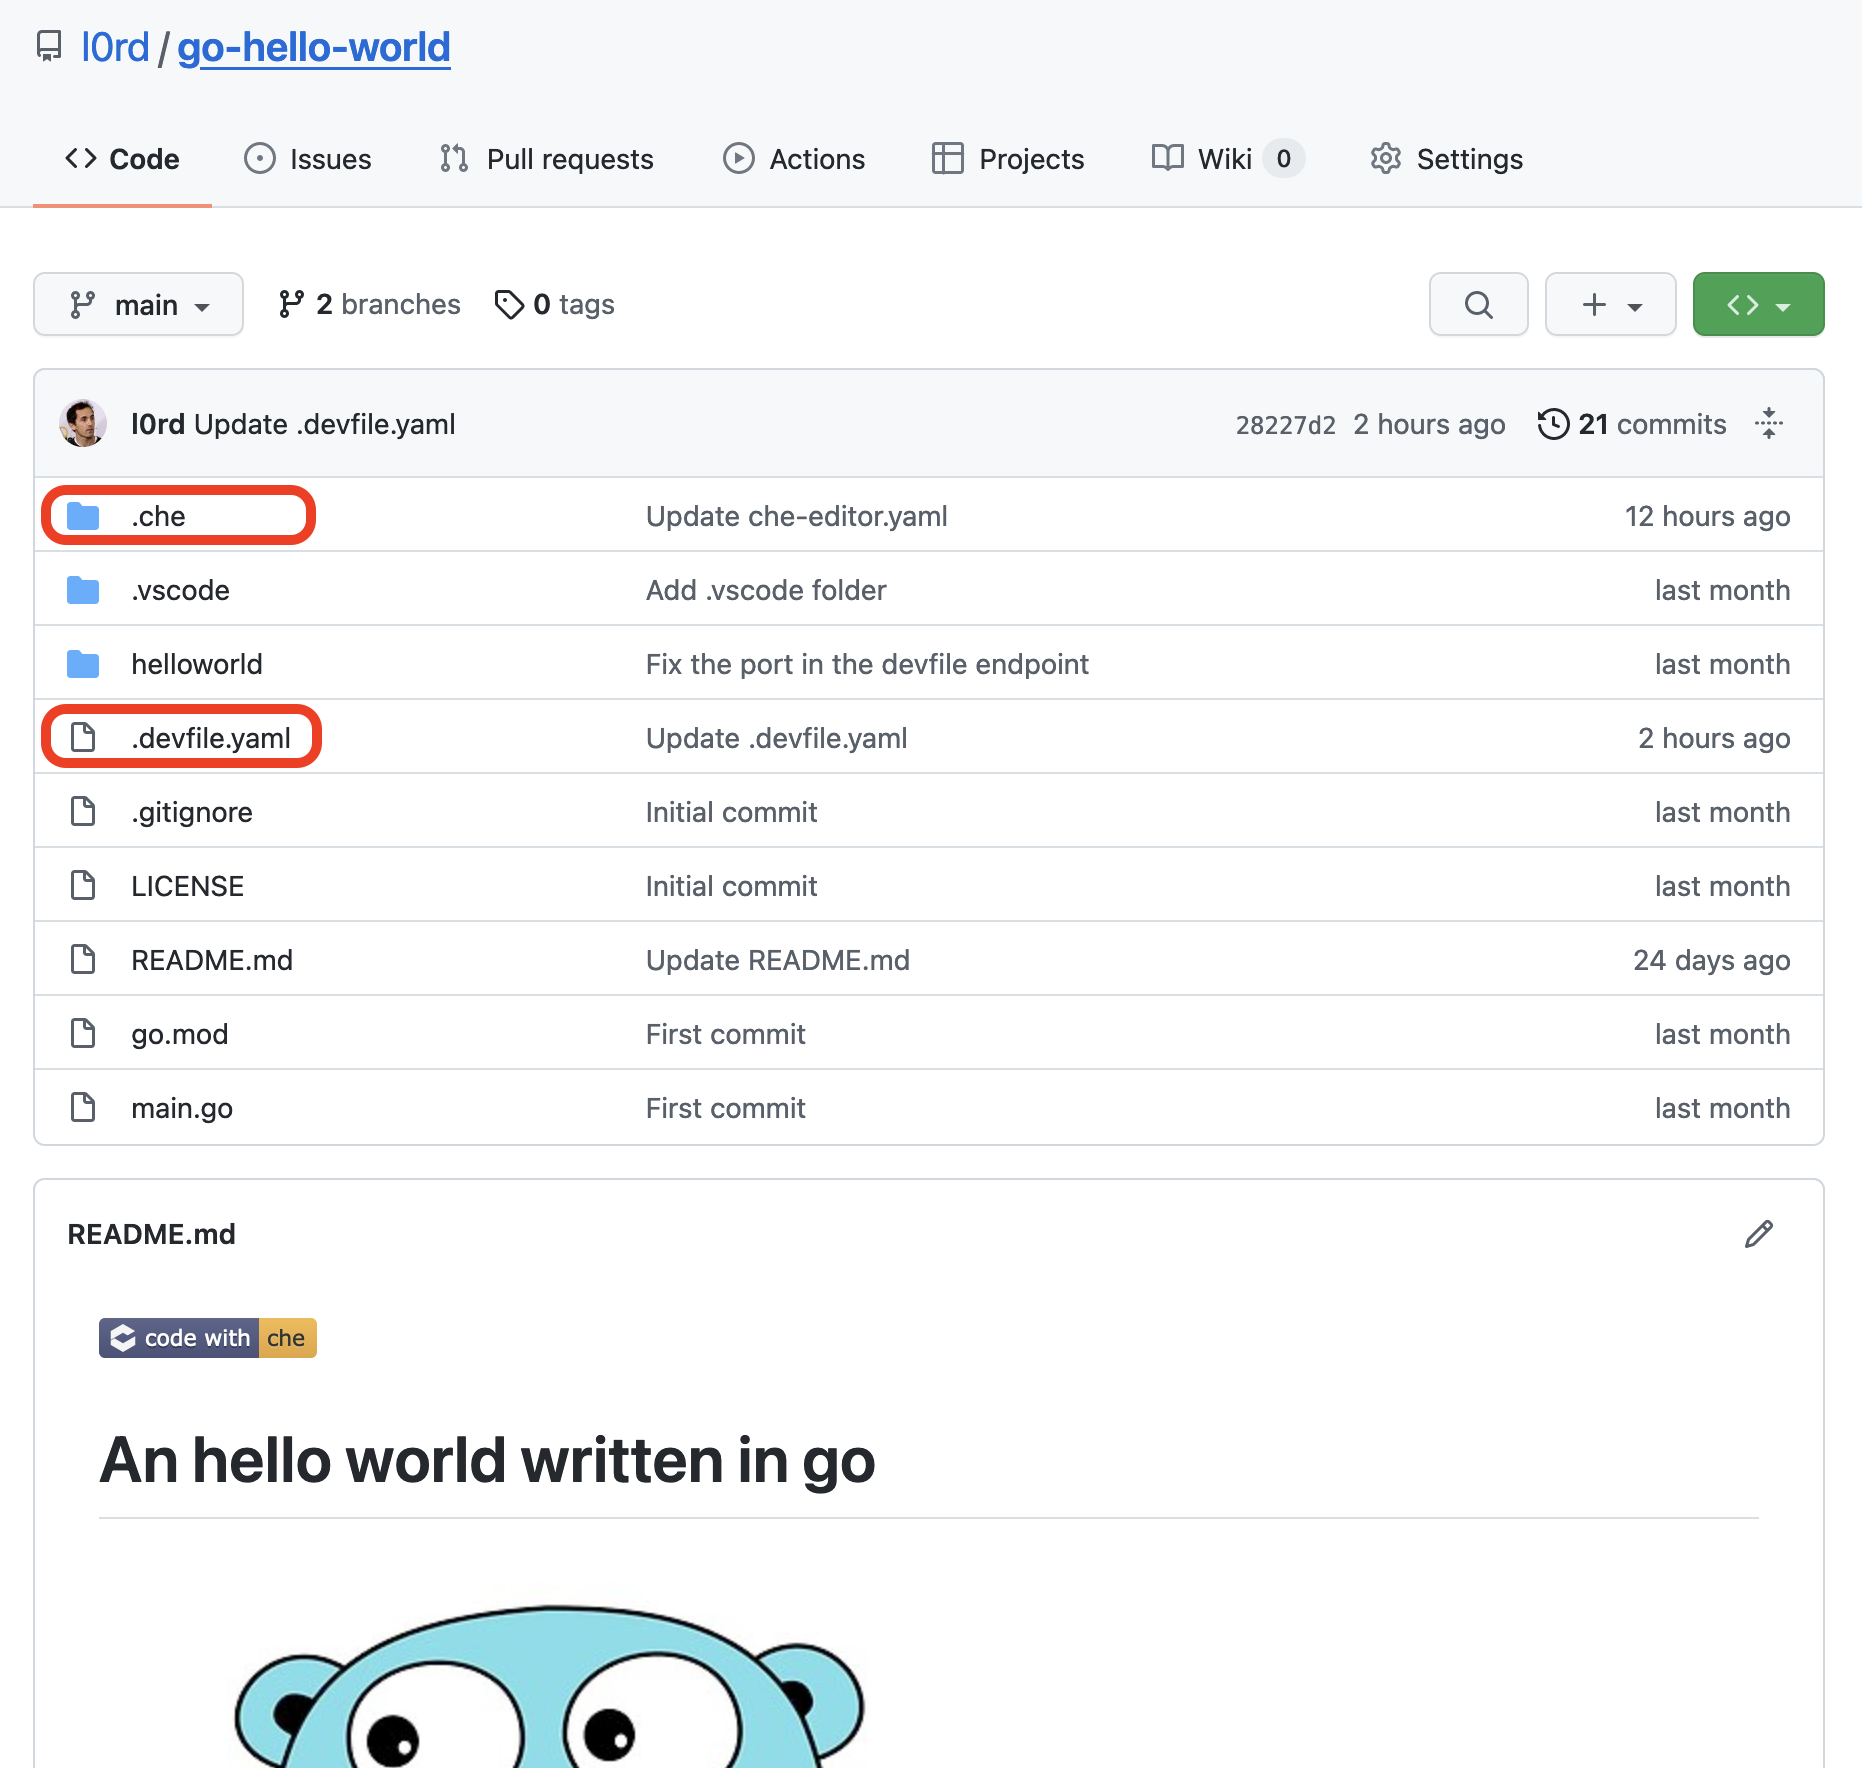 l0rd / go-hello-world
Code Issues Pull requests Actions Projects Wiki 0 Settings
main 2 branches 0 tags
l0rd Update .devfile.yaml 28227d2 2 hours ago 21 commits
.che Update che-editor.yaml 12 hours ago
.vscode Add .vscode folder last month
helloworld Fix the port in the devfile endpoint last month
.devfile.yaml Update .devfile.yaml 2 hours ago
.gitignore Initial commit last month
LICENSE Initial commit last month
README.md Update README.md 24 days ago
go.mod First commit last month
main.go First commit last month
README.md
code with che
An hello world written in go